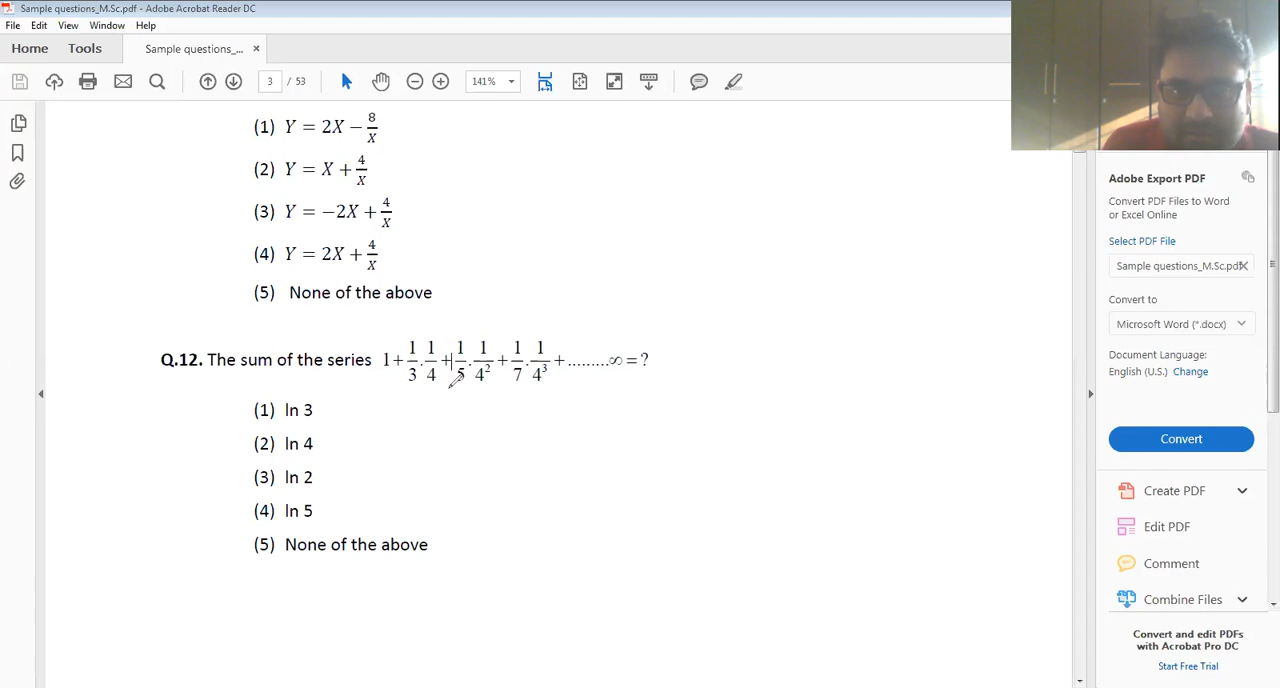 Sample questions_M.Sc.pdf - Adobe Acrobat Reader DC
File Edit View Window Help
Home Tools Sample questions_... ×
3 / 53 141%
(1) Y = 2X − 8/X
(2) Y = X + 4/X
(3) Y = −2X + 4/X
(4) Y = 2X + 4/X
(5) None of the above
Q.12. The sum of the series 1 + 1/3 . 1/4 + 1/5 . 1/4² + 1/7 . 1/4³ + .........∞ = ?
(1) ln 3
(2) ln 4
(3) ln 2
(4) ln 5
(5) None of the above
Adobe Export PDF
Convert PDF Files to Word
or Excel Online
Select PDF File
Sample questions_M.Sc.pdf
Convert to
Microsoft Word (*.docx)
Document Language:
English (U.S.) Change
Convert
Create PDF
Edit PDF
Comment
Combine Files
Convert and edit PDFs
with Acrobat Pro DC
Start Free Trial